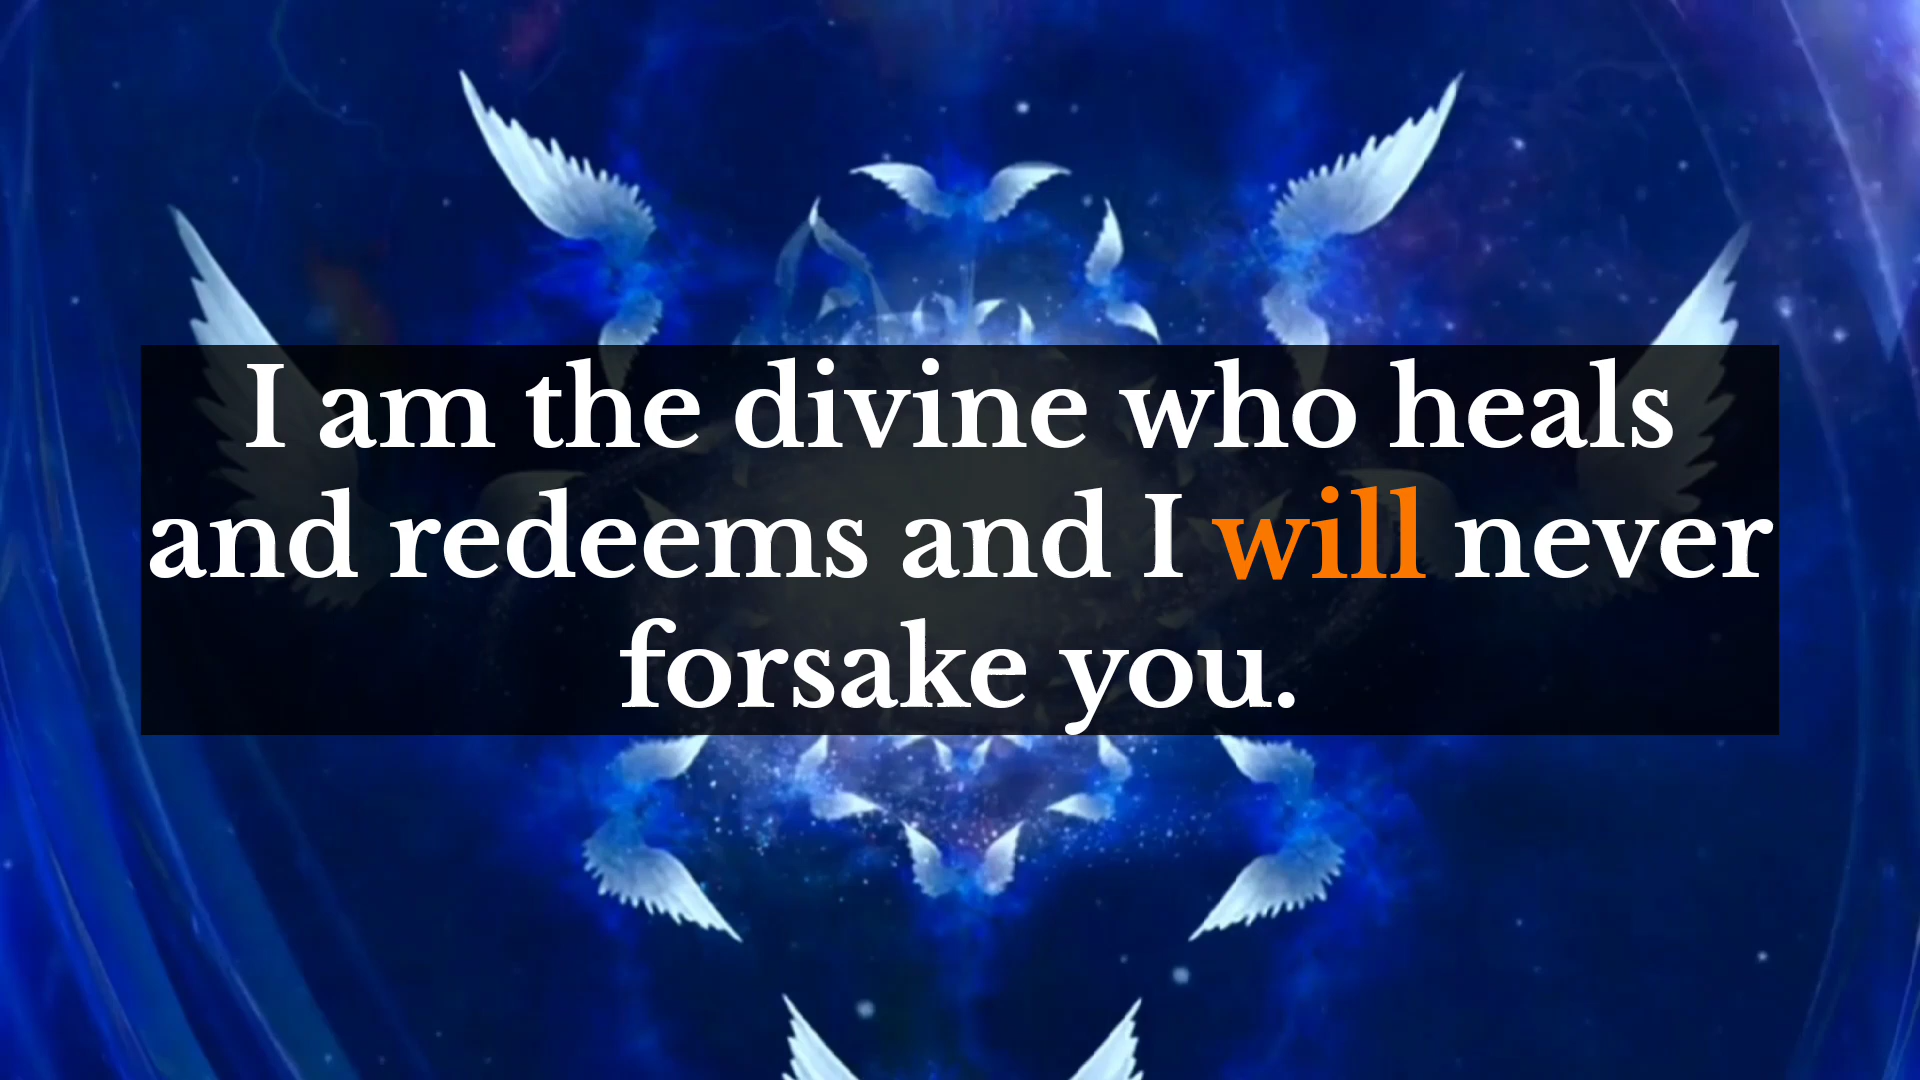 I am the divine who heals
and redeems and I will never
forsake you.